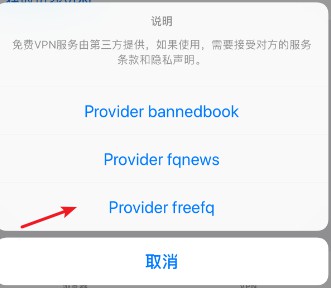 说明
免费VPN服务由第三方提供，如果使用，需要接受对方的服务
条款和隐私声明。
Provider bannedbook
Provider fqnews
Provider freefq
取消